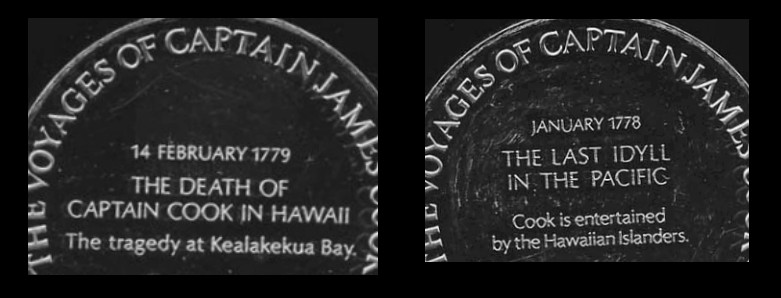 THE VOYAGES OF CAPTAIN JAMES COOK
14 FEBRUARY 1779
THE DEATH OF
CAPTAIN COOK IN HAWAII
The tragedy at Kealakekua Bay.
THE VOYAGES OF CAPTAIN JAMES
JANUARY 1778
THE LAST IDYLL
IN THE PACIFIC
Cook is entertained
by the Hawaiian Islanders.